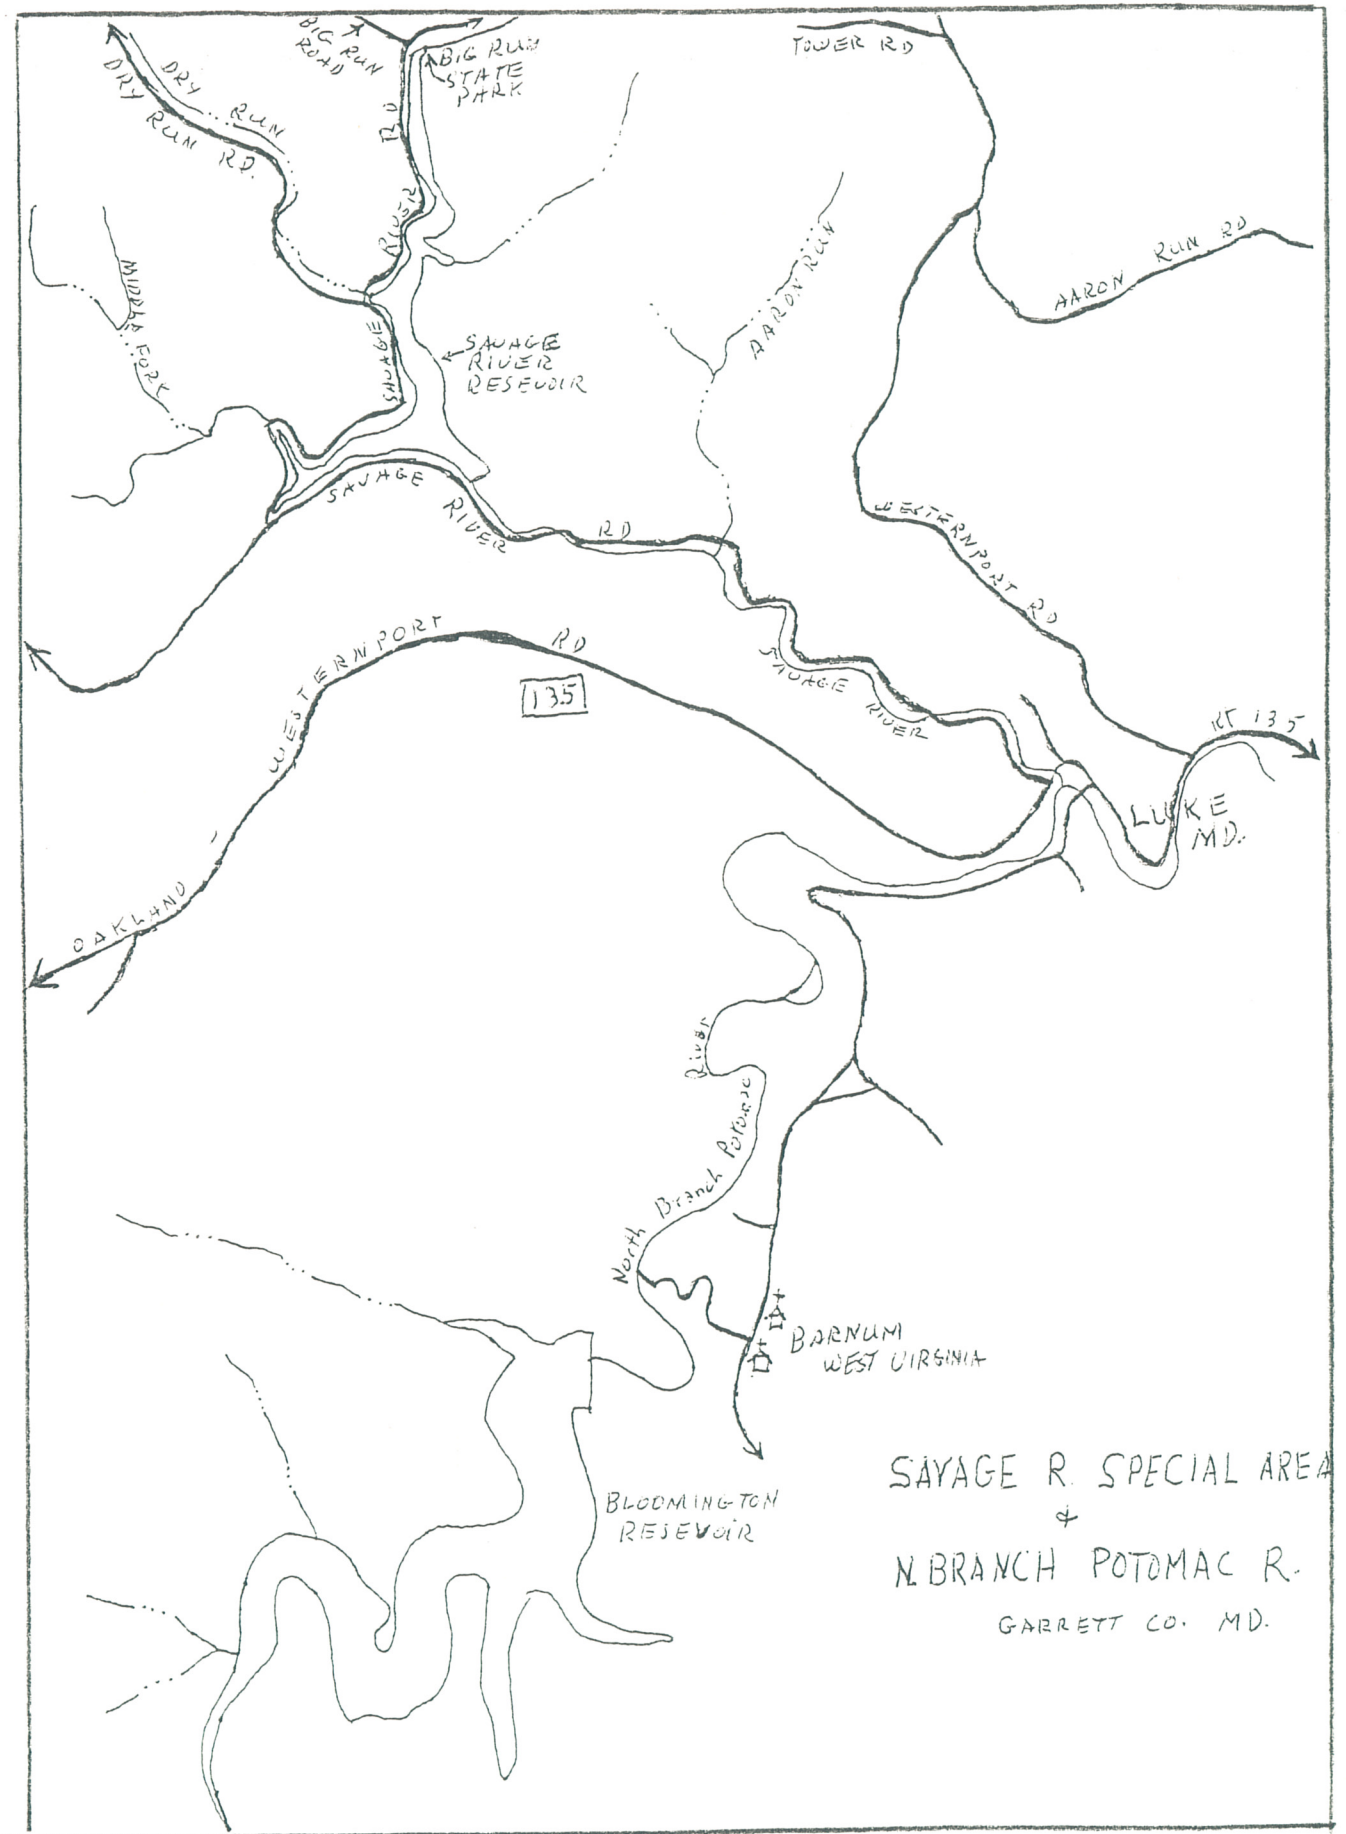 BIG RUN
ROAD
BIG RUN
STATE
PARK
TOWER RD
DRY RUN
DRY RUN RD.
SAVAGE RIVER RD
MIDDLE FORK
AARON RUN
AARON RUN RD
SAVAGE
RIVER
RESEVOIR
SAVAGE RIVER RD
WESTERNPORT RD
SAVAGE RIVER
OAKLAND - WESTERNPORT RD
135
RT 135
LUKE
MD.
North Branch Potomac River
BARNUM
WEST VIRGINIA
BLOOMINGTON
RESEVOIR
SAVAGE R. SPECIAL AREA
&
N. BRANCH POTOMAC R.
GARRETT CO. MD.